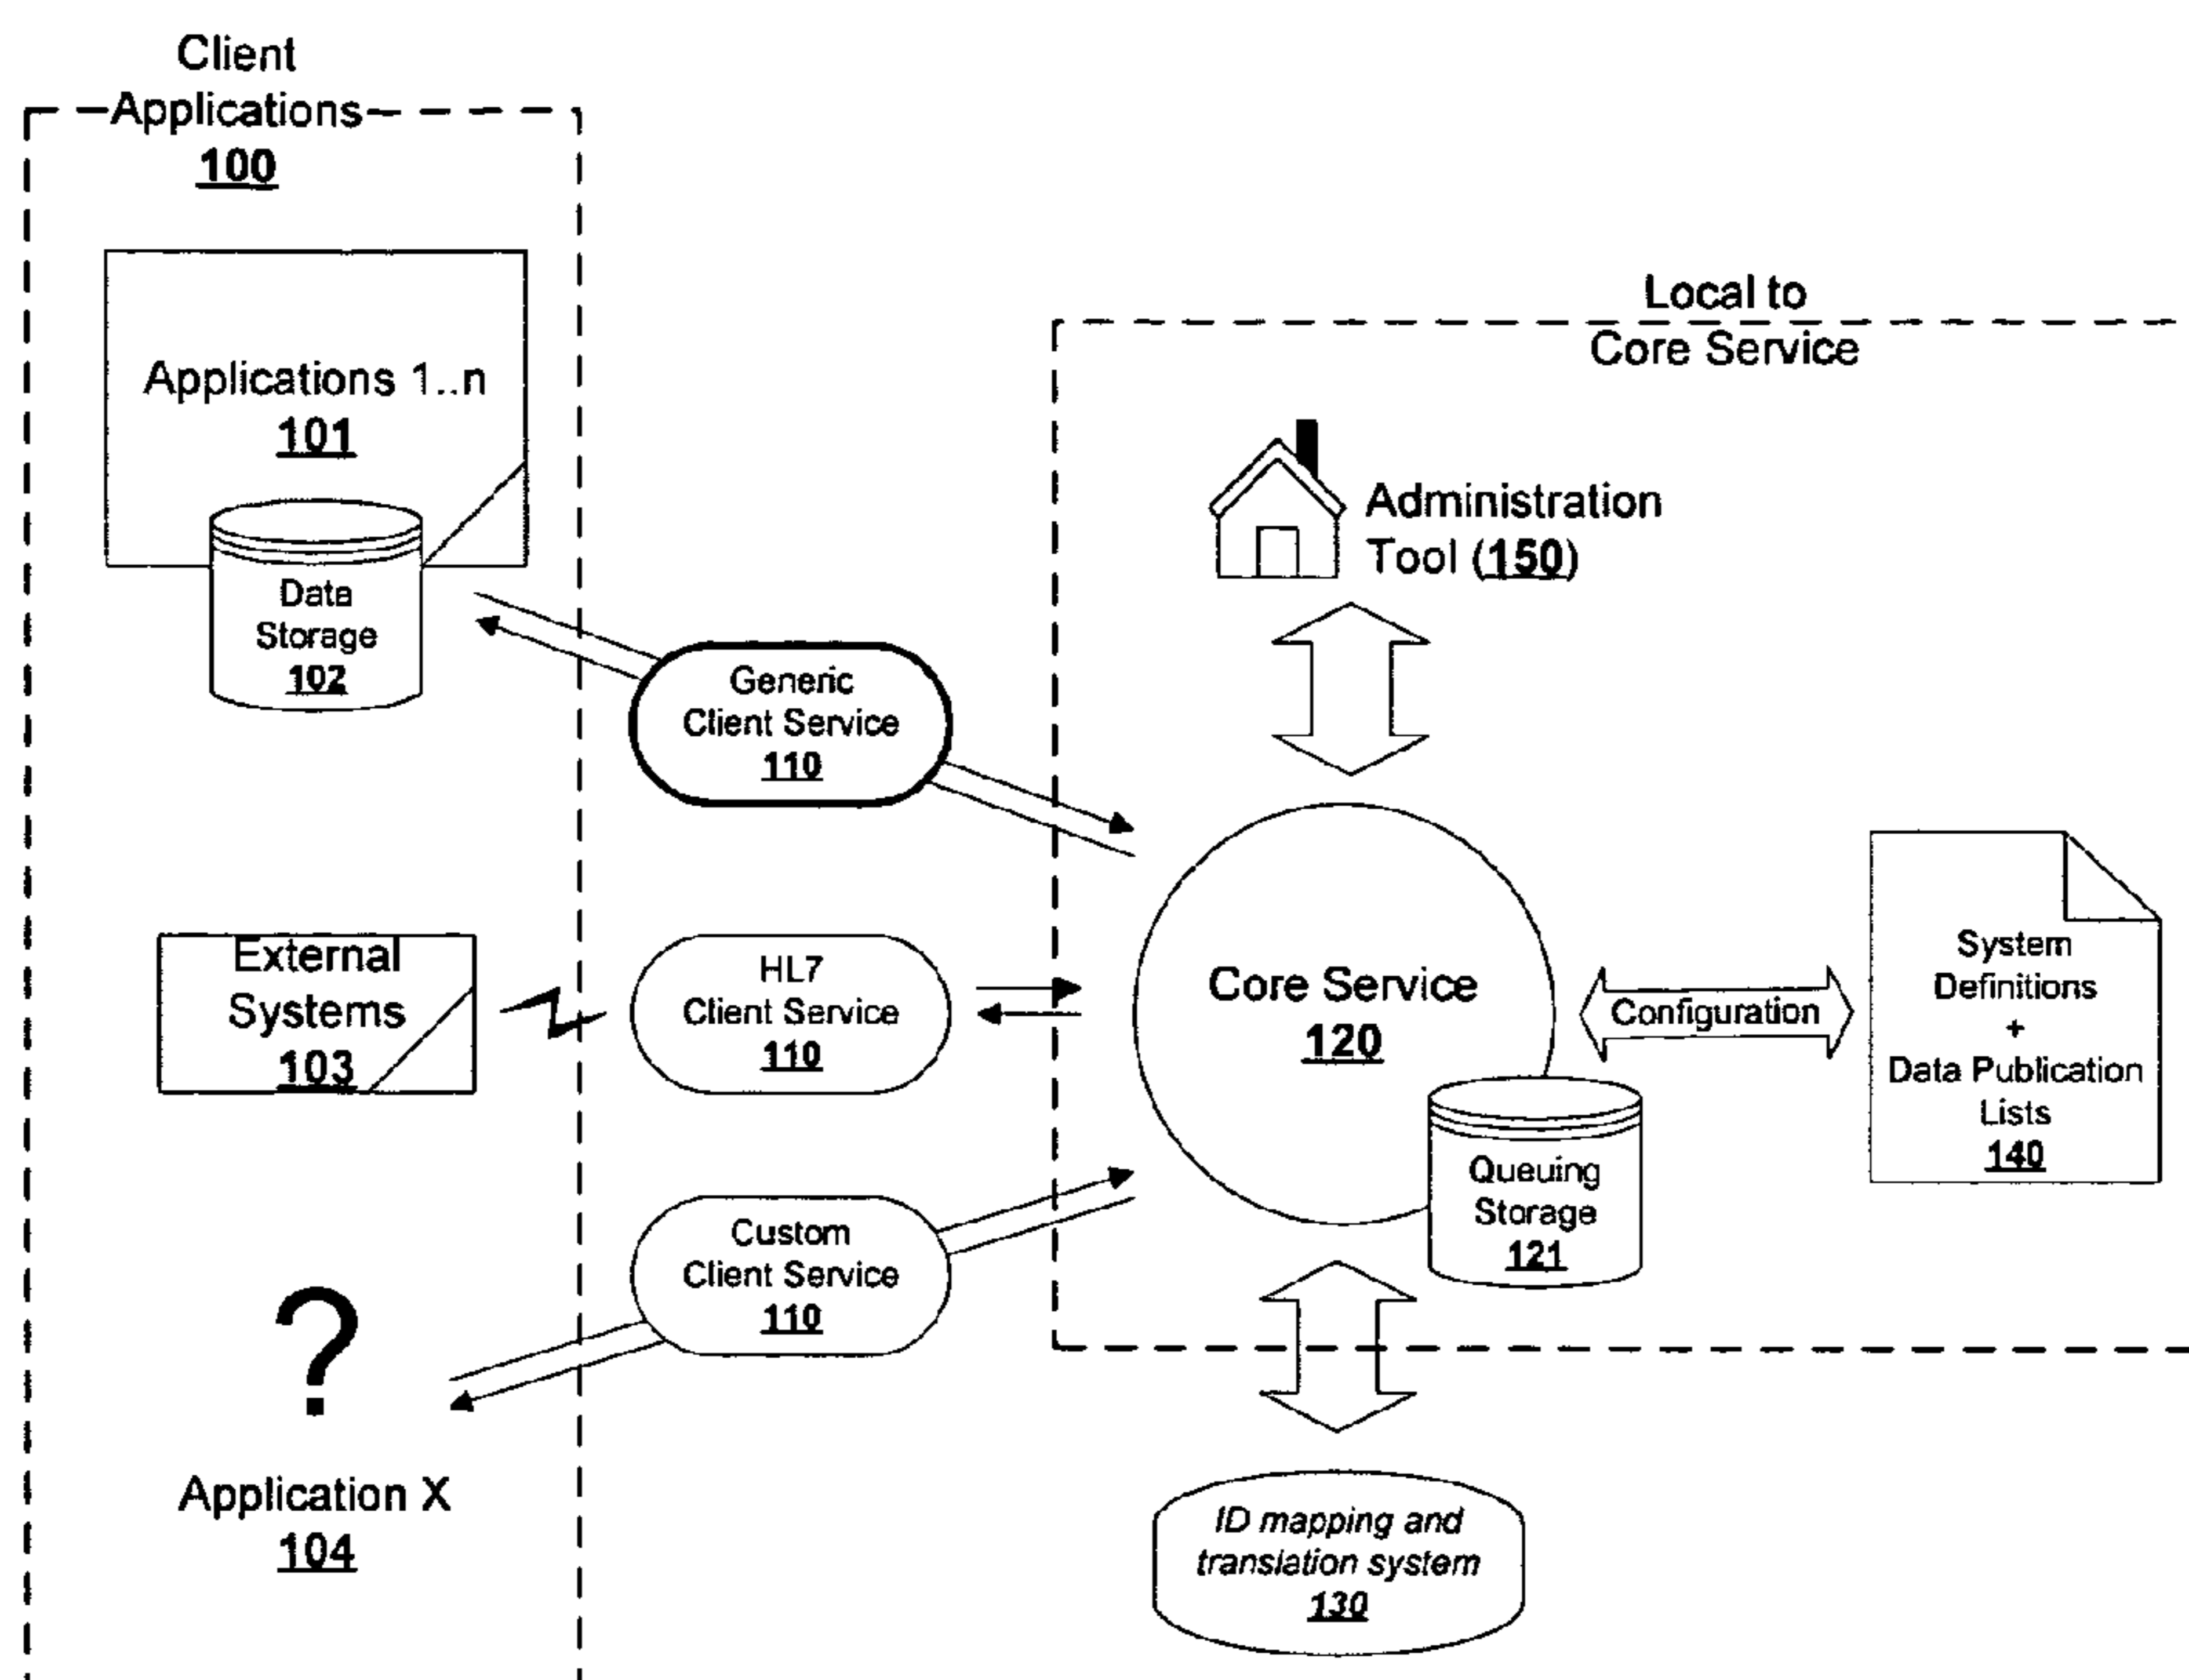 Client
Applications
100
Applications 1..n
101
Data
Storage
102
External
Systems
103
Application X
104
Generic
Client Service
110
HL7
Client Service
110
Custom
Client Service
110
Local to
Core Service
Administration
Tool (150)
Core Service
120
Queuing
Storage
121
Configuration
System
Definitions
+
Data Publication
Lists
140
ID mapping and
translation system
130
?